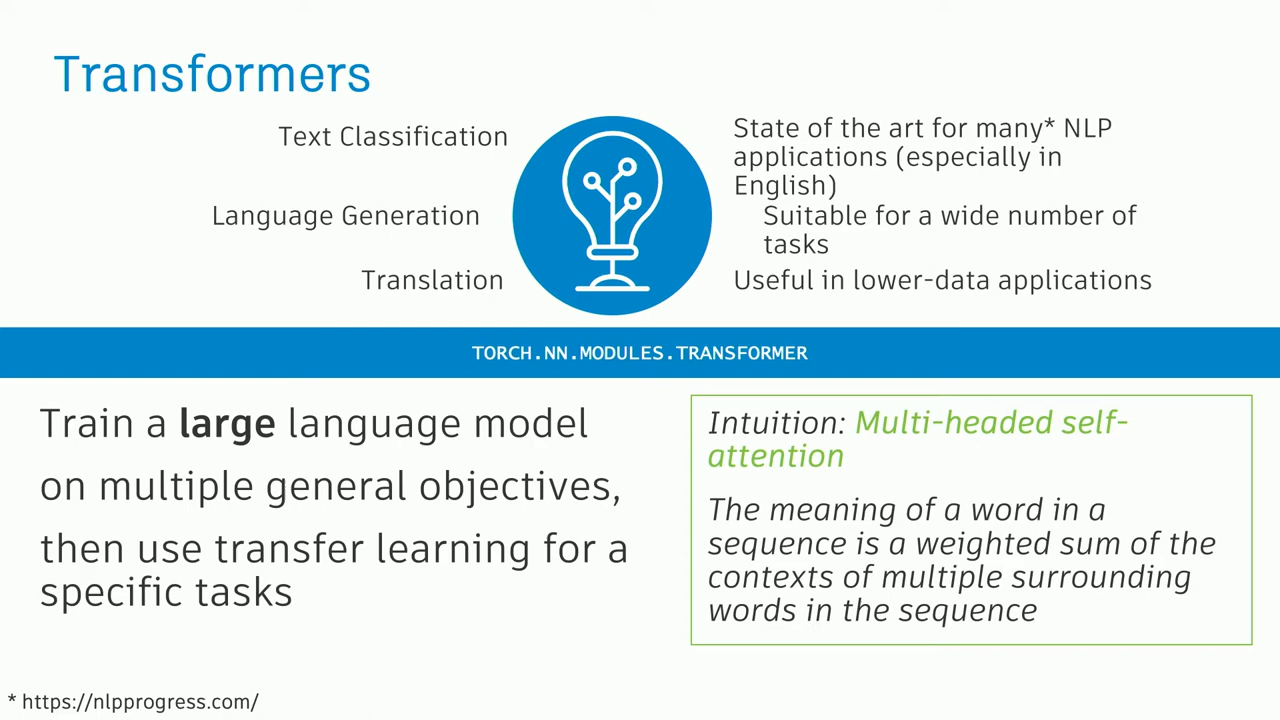 Transformers
Text Classification
Language Generation
Translation
State of the art for many* NLP
applications (especially in
English)
Suitable for a wide number of
tasks
Useful in lower-data applications
TORCH.NN.MODULES.TRANSFORMER
Train a large language model
on multiple general objectives,
then use transfer learning for a
specific tasks
Intuition: Multi-headed self-
attention
The meaning of a word in a
sequence is a weighted sum of the
contexts of multiple surrounding
words in the sequence
* https://nlpprogress.com/